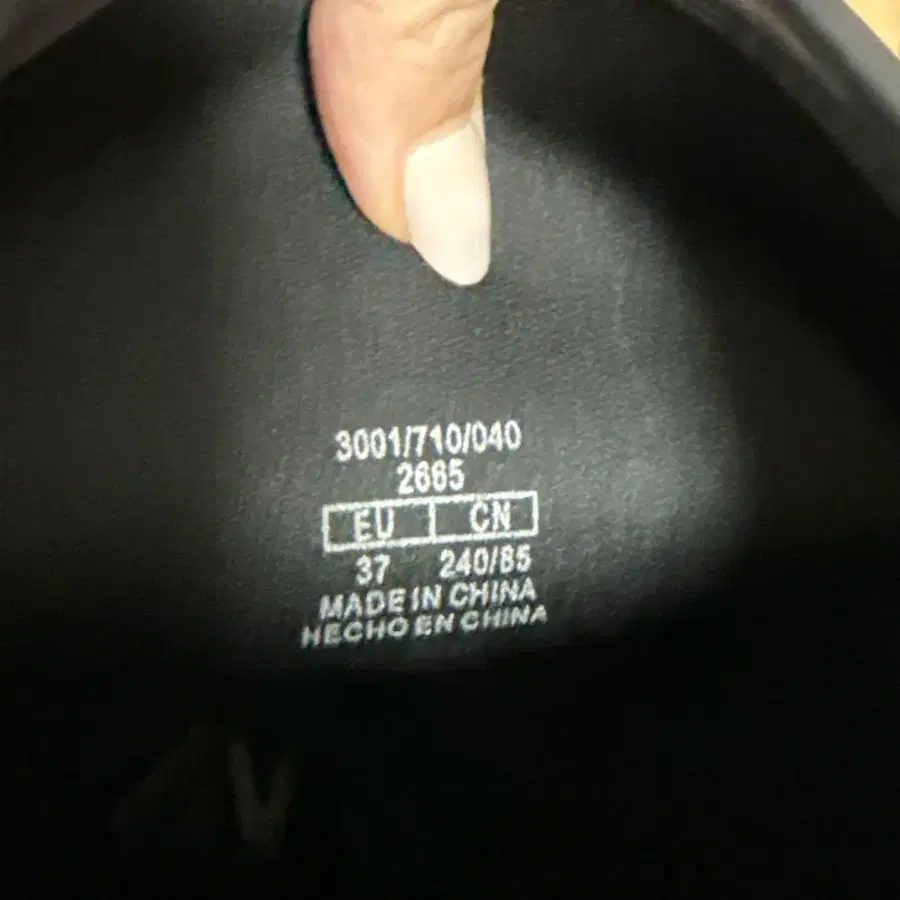 3001/710/040
2665
EU CN
37 240/85
MADE IN CHINA
HECHO EN CHINA